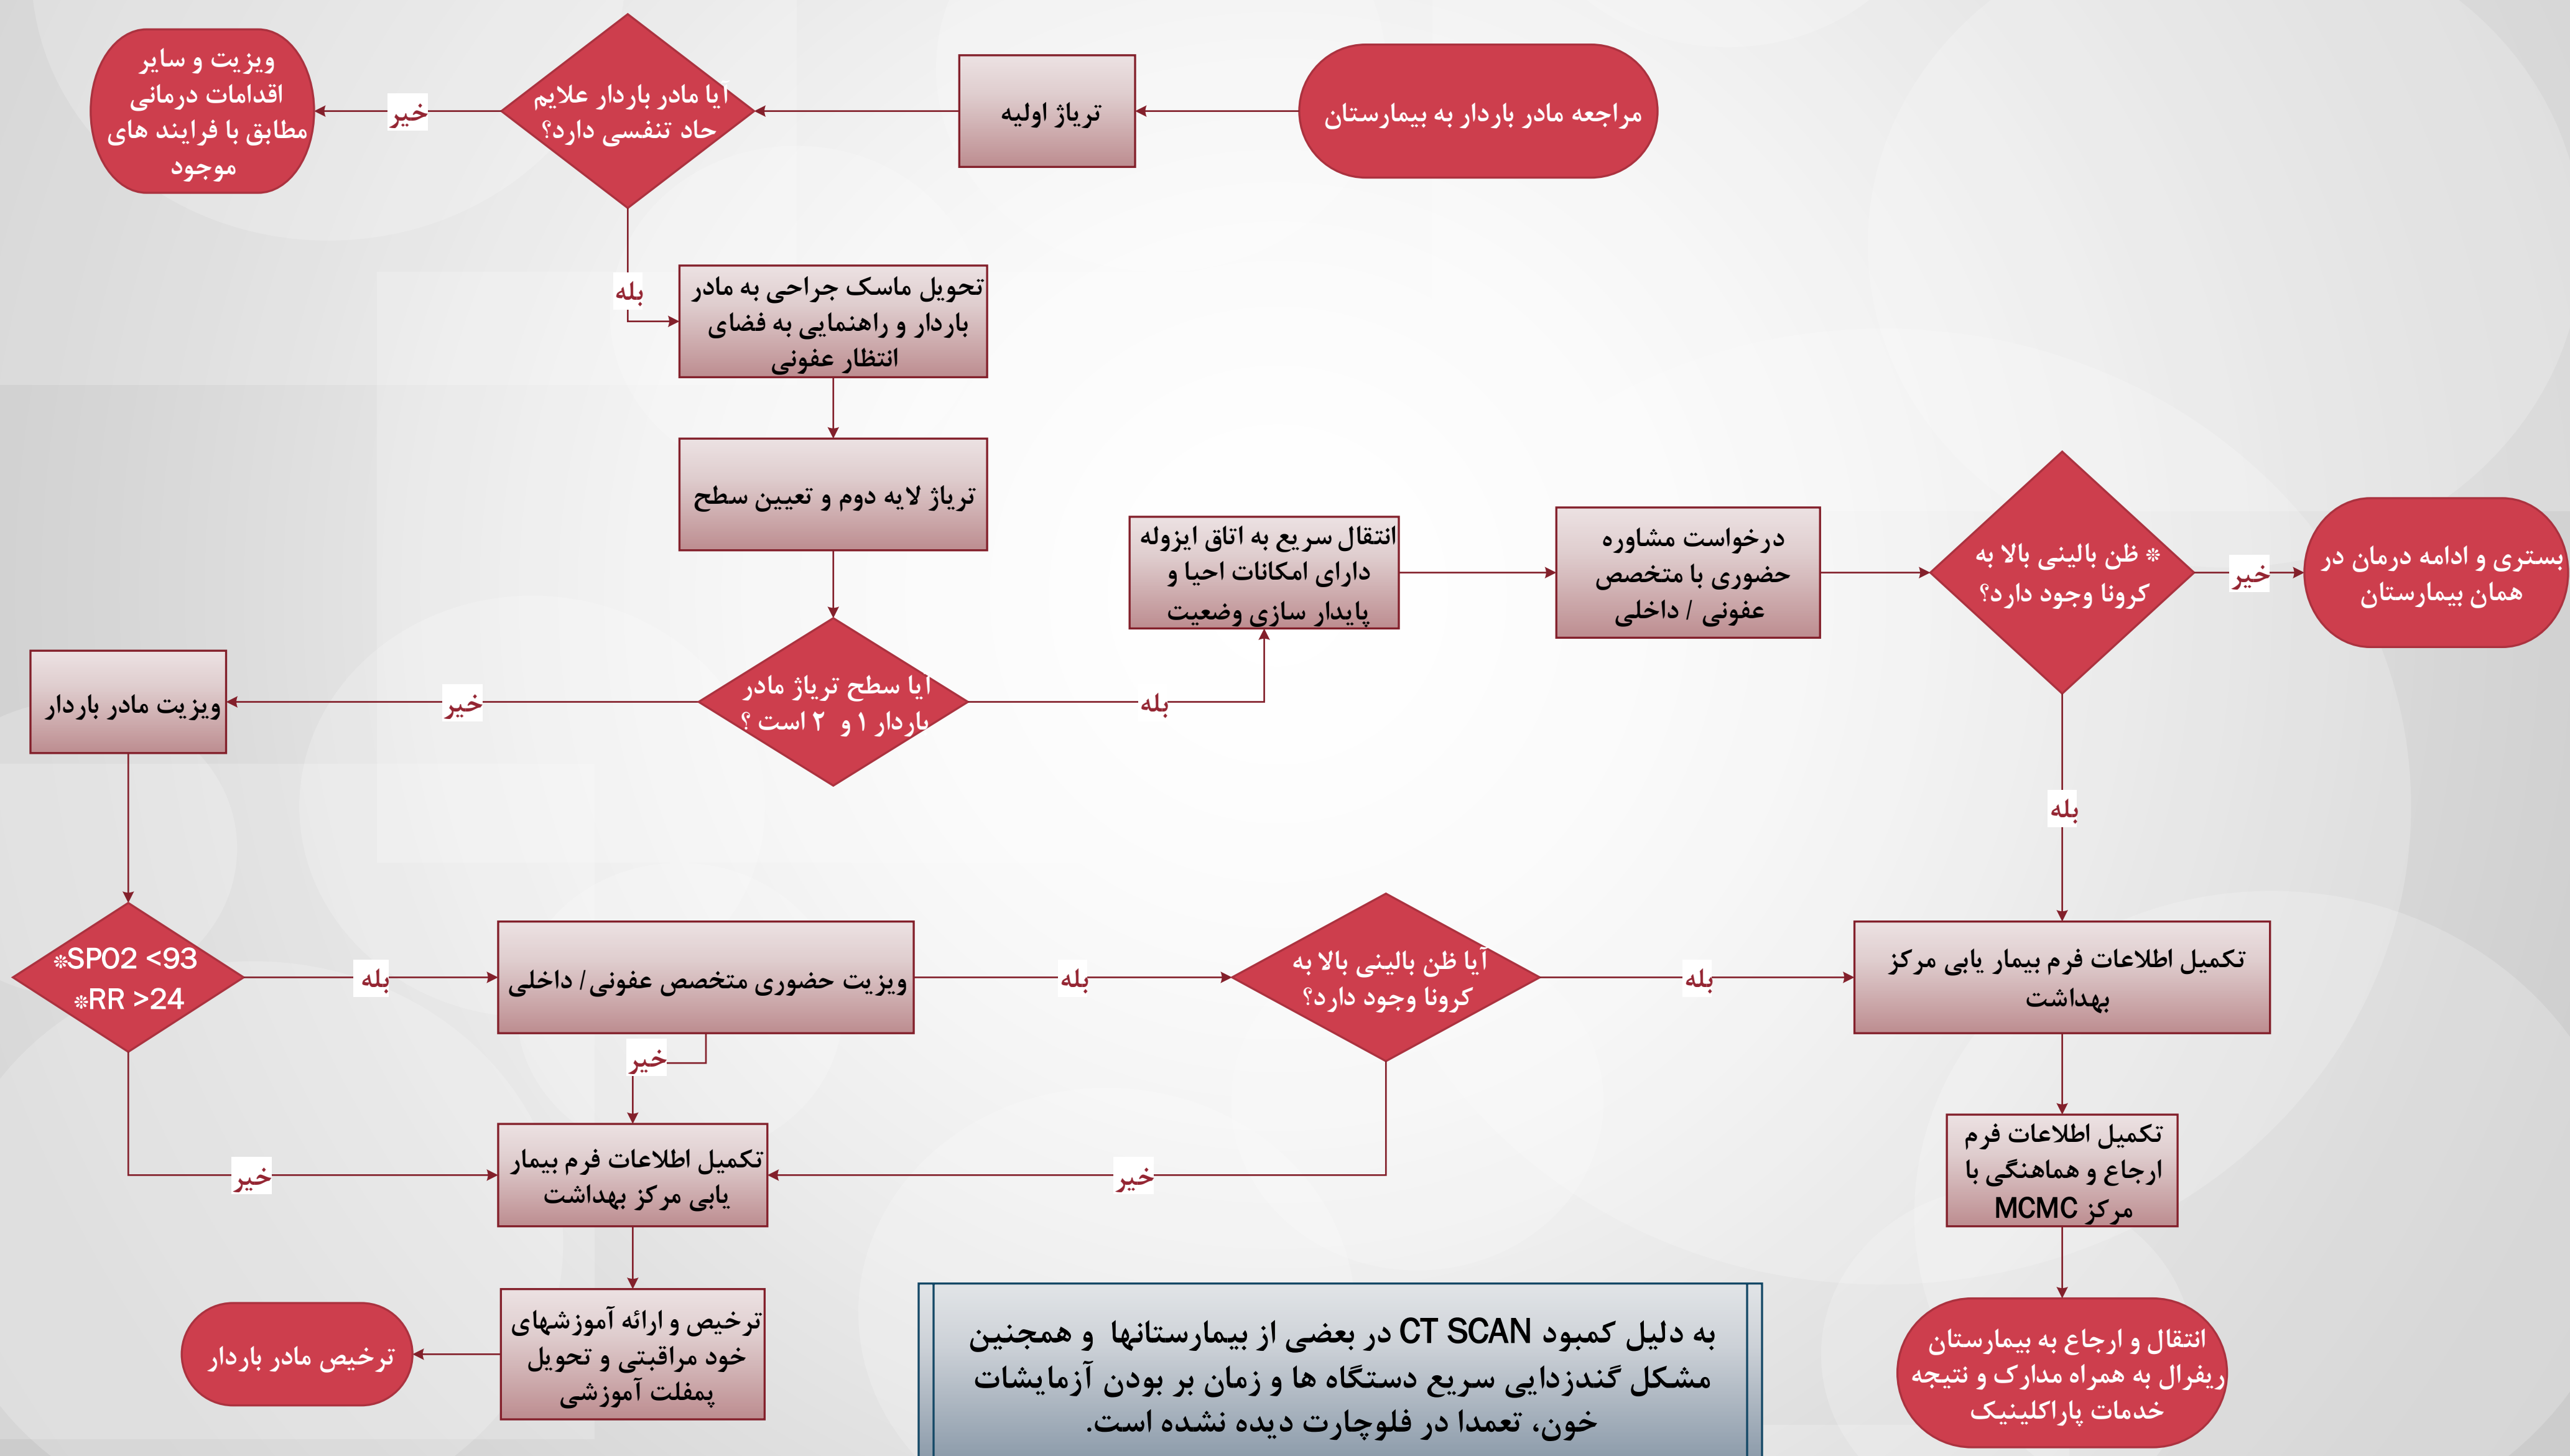 مراجعه مادر باردار به بیمارستان
تریاژ اولیه
آیا مادر باردار علایم
حاد تنفسی دارد؟
خیر
ویزیت و سایر
اقدامات درمانی
مطابق با فرایند های
موجود
بله
تحویل ماسک جراحی به مادر
باردار و راهنمایی به فضای
انتظار عفونی
تریاژ لایه دوم و تعیین سطح
آیا سطح تریاژ مادر
باردار ۱ و ۲ است ؟
بله
انتقال سریع به اتاق ایزوله
دارای امکانات احیا و
پایدار سازی وضعیت
درخواست مشاوره
حضوری با متخصص
عفونی / داخلی
* ظن بالینی بالا به
کرونا وجود دارد؟
خیر
بستری و ادامه درمان در
همان بیمارستان
بله
خیر
ویزیت مادر باردار
*SPO2 <93
*RR >24
بله
ویزیت حضوری متخصص عفونی/ داخلی
بله
آیا ظن بالینی بالا به
کرونا وجود دارد؟
بله
تکمیل اطلاعات فرم بیمار یابی مرکز
بهداشت
خیر
خیر
خیر
تکمیل اطلاعات فرم بیمار
یابی مرکز بهداشت
تکمیل اطلاعات فرم
ارجاع و هماهنگی با
مرکز MCMC
ترخیص و ارائه آموزشهای
خود مراقبتی و تحویل
پمفلت آموزشی
ترخیص مادر باردار
انتقال و ارجاع به بیمارستان
ریفرال به همراه مدارک و نتیجه
خدمات پاراکلینیک
به دلیل کمبود CT SCAN در بعضی از بیمارستانها و همجنین
مشکل گندزدایی سریع دستگاه ها و زمان بر بودن آزمایشات
خون، تعمدا در فلوچارت دیده نشده است.